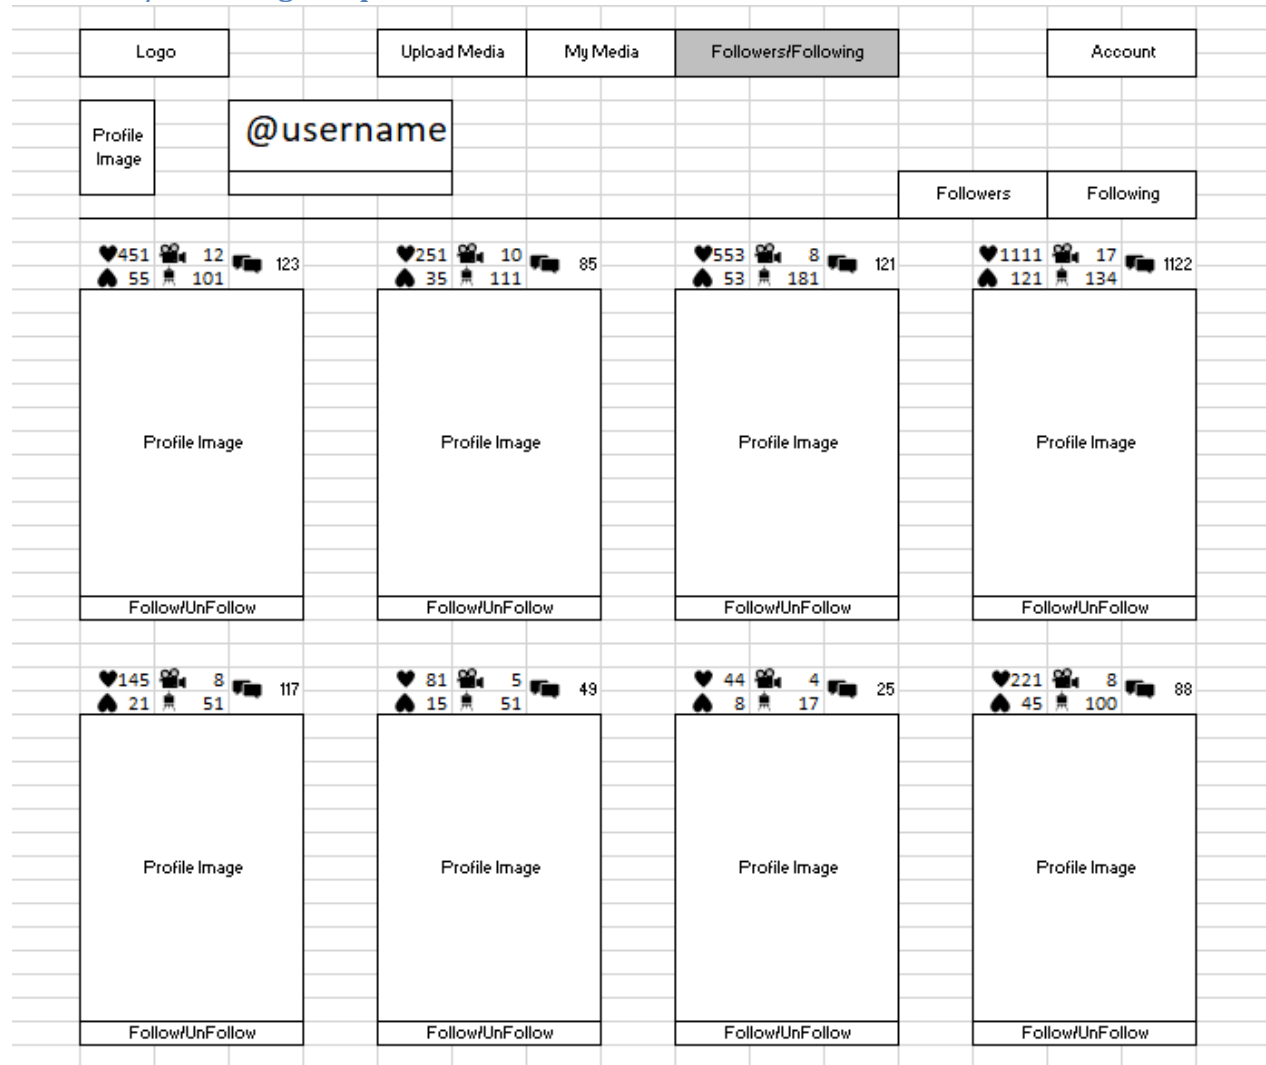 Logo Upload Media My Media Followers/Following Account
Profile
Image
@username
Followers Following
451 12 123 251 10 85 553 8 121 1111 17 1122
55 101 35 111 53 181 121 134
Profile Image Profile Image Profile Image Profile Image
Follow/UnFollow Follow/UnFollow Follow/UnFollow Follow/UnFollow
145 8 117 81 5 49 44 4 25 221 8 88
21 51 15 51 8 17 45 100
Profile Image Profile Image Profile Image Profile Image
Follow/UnFollow Follow/UnFollow Follow/UnFollow Follow/UnFollow